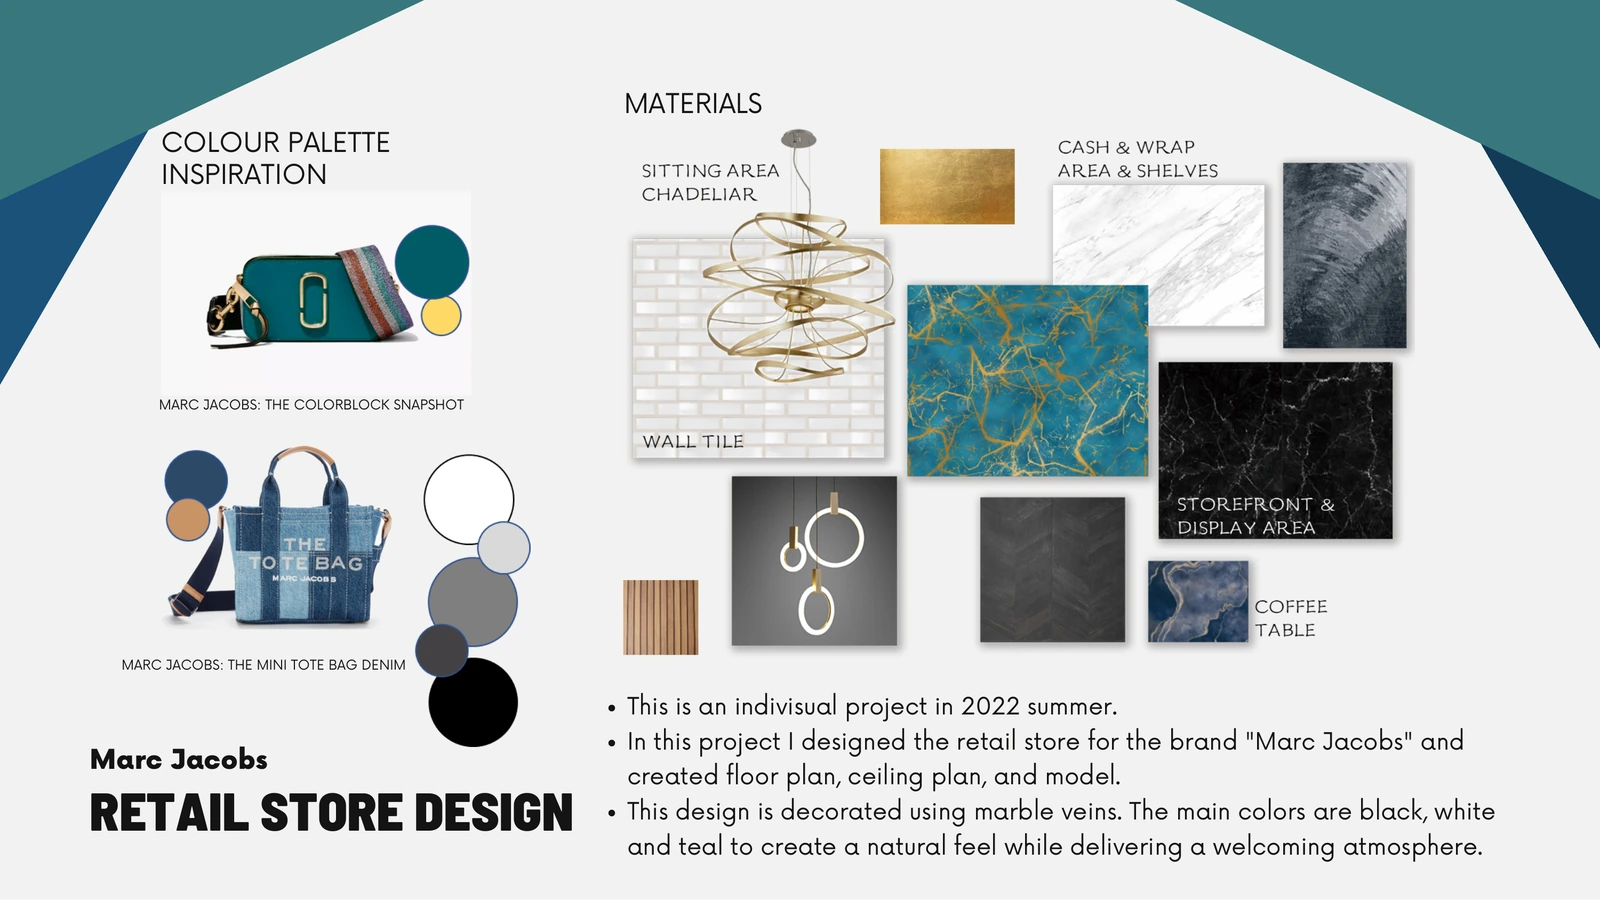 COLOUR PALETTE
INSPIRATION
MARC JACOBS: THE COLORBLOCK SNAPSHOT
THE
TOTE BAG
MARC JACOBS
MARC JACOBS: THE MINI TOTE BAG DENIM
Marc Jacobs
RETAIL STORE DESIGN
MATERIALS
SITTING AREA
CHADELIAR
WALL TILE
CASH & WRAP
AREA & SHELVES
STOREFRONT &
DISPLAY AREA
COFFEE
TABLE
• This is an indivisual project in 2022 summer.
• In this project I designed the retail store for the brand "Marc Jacobs" and
created floor plan, ceiling plan, and model.
• This design is decorated using marble veins. The main colors are black, white
and teal to create a natural feel while delivering a welcoming atmosphere.